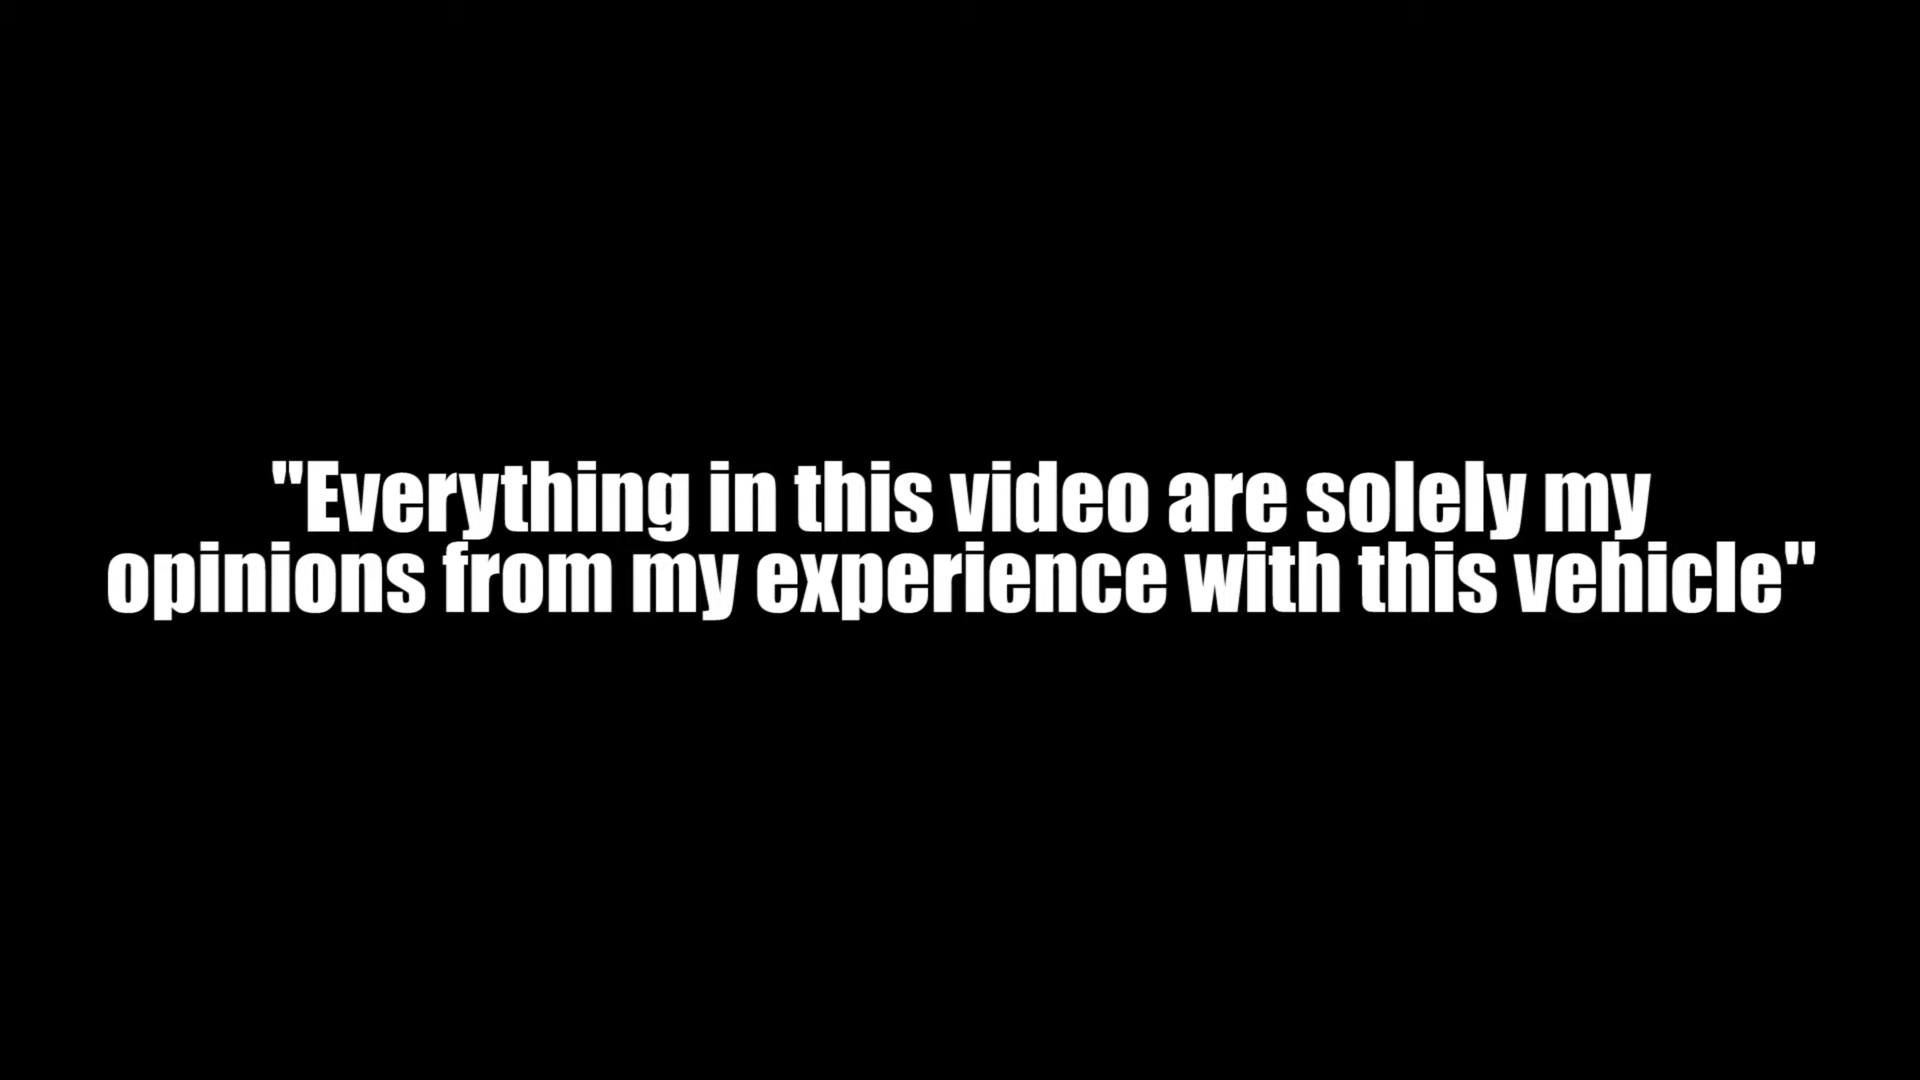 "Everything in this video are solely my
opinions from my experience with this vehicle"